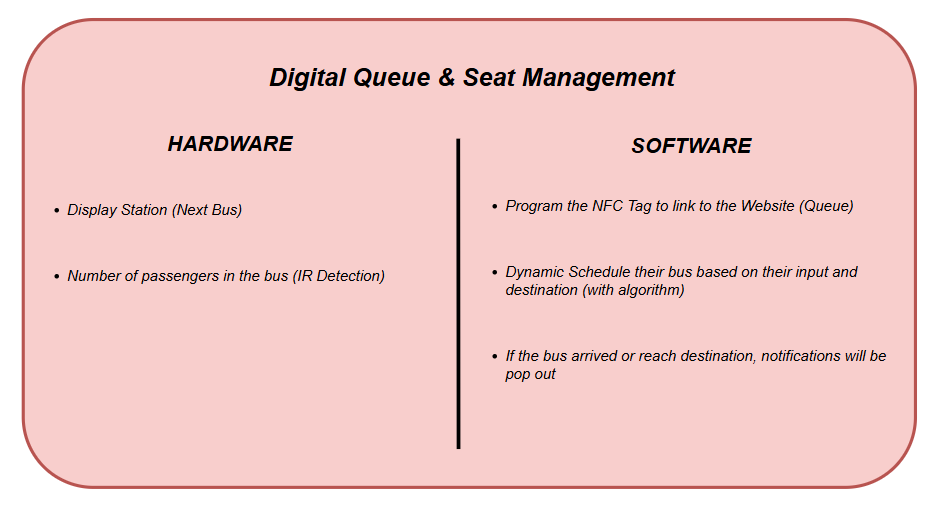 Digital Queue & Seat Management
HARDWARE
• Display Station (Next Bus)
• Number of passengers in the bus (IR Detection)
SOFTWARE
• Program the NFC Tag to link to the Website (Queue)
• Dynamic Schedule their bus based on their input and
destination (with algorithm)
• If the bus arrived or reach destination, notifications will be
pop out